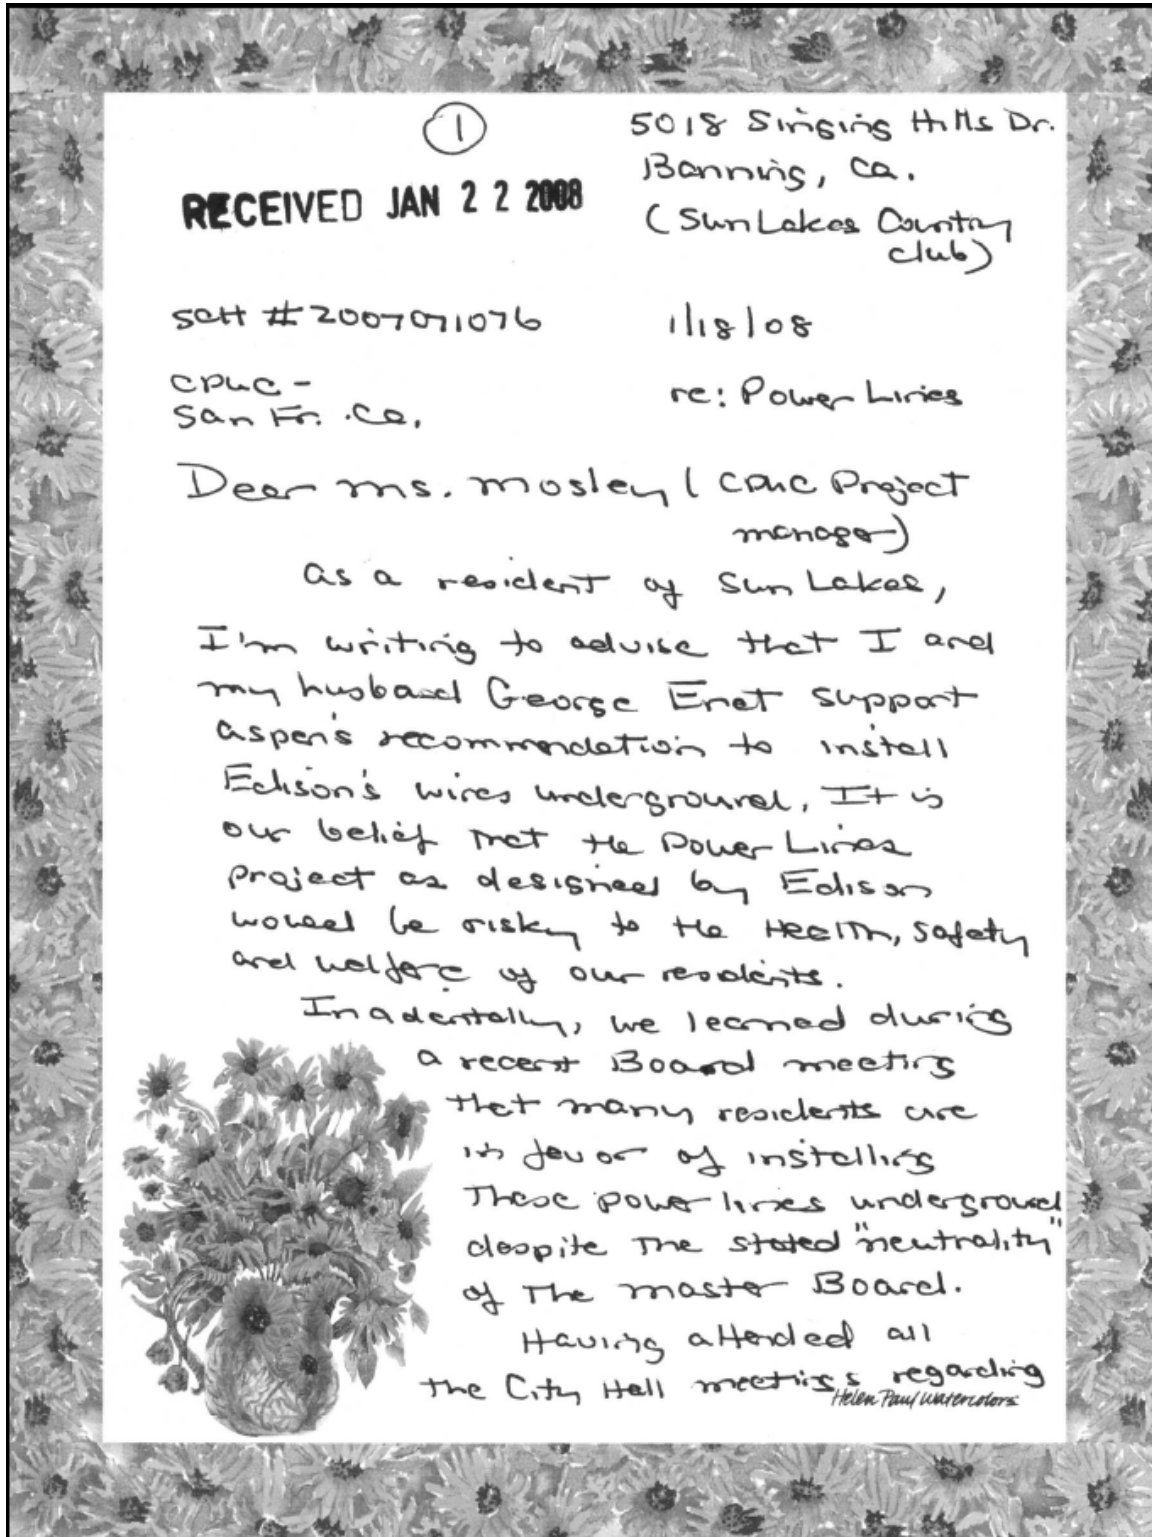 1
5018 Singing Hills Dr.
Banning, Ca.
RECEIVED JAN 22 2008
(Sun Lakes Country
club)
SCH #2007071076
1/18/08
CPUC -
San Fr. Ca.
re: Power Lines
Dear Ms. Mosley (CPUC Project
manager)
As a resident of Sun Lakes,
I'm writing to advise that I and
my husband George Enet support
Aspen's recommendation to install
Edison's wires underground. It is
our belief that the Power Lines
Project as designed by Edison
would be risky to the Health, Safety
and welfare of our residents.
Incidentally, we learned during
a recent Board meeting
that many residents are
in favor of installing
these power lines underground
despite the stated "neutrality"
of the master Board.
Having attended all
the City Hall meetings regarding
Helen Paul Watercolors